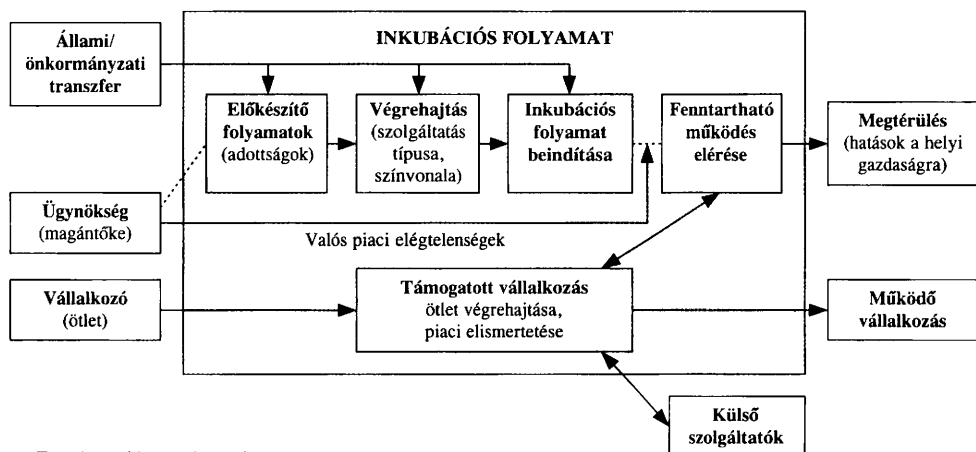 INKUBÁCIÓS FOLYAMAT
Állami/
önkormányzati
transzfer
Előkészítő
folyamatok
(adottságok)
Végrehajtás
(szolgáltatás
típusa,
színvonala)
Inkubációs
folyamat
beindítása
Fenntartható
működés
elérése
Megtérülés
(hatások a helyi
gazdaságra)
Ügynökség
(magántőke)
Valós piaci elégtelenségek
Vállalkozó
(ötlet)
Támogatott vállalkozás
ötlet végrehajtása,
piaci elismertetése
Működő
vállalkozás
Külső
szolgáltatók